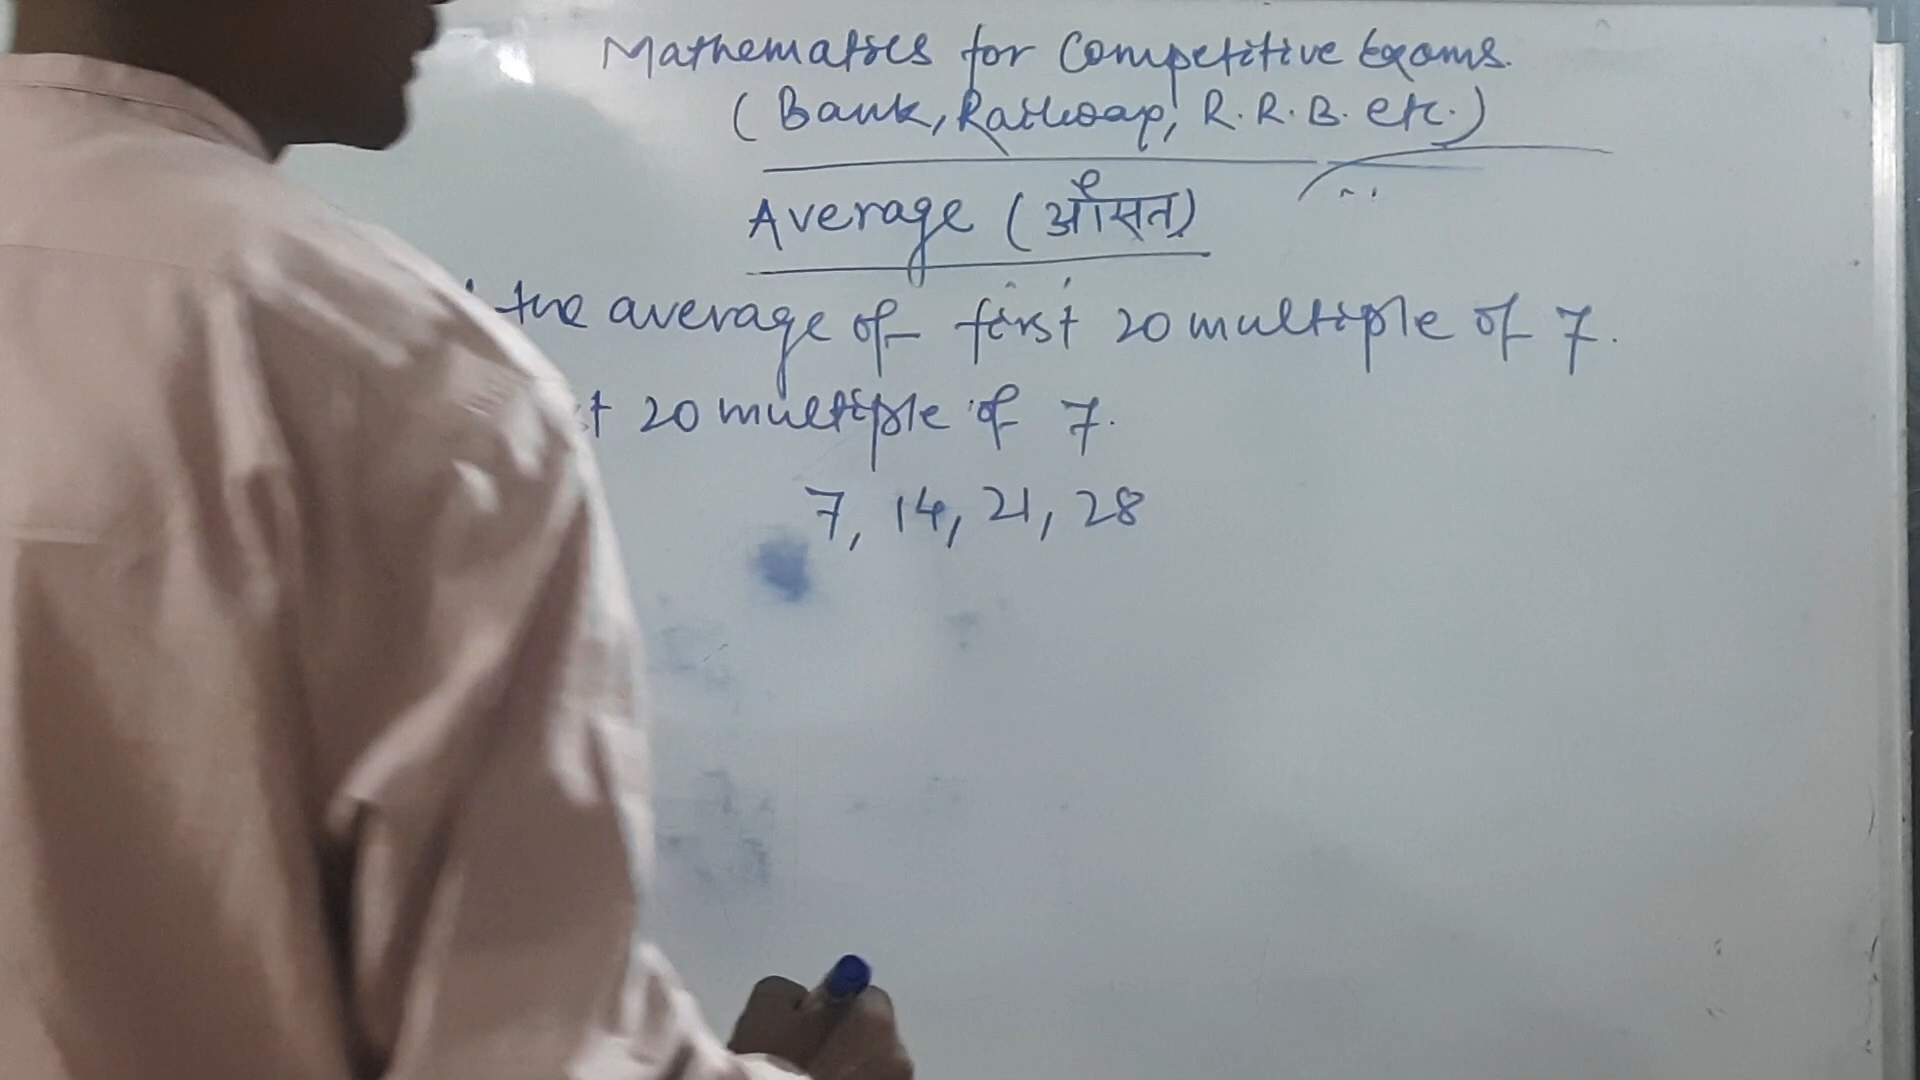 Mathematics for Competitive Exams.
(Bank, Railway, R.R.B. etc.)
Average (औसत)
the average of first 20 multiple of 7.
20 multiple of 7.
7, 14, 21, 28